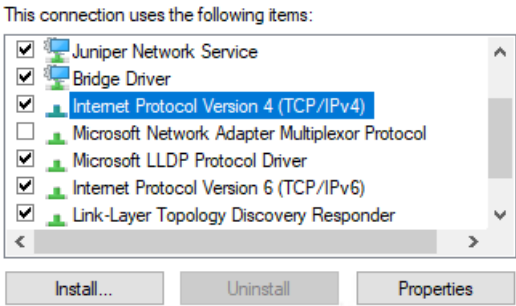 This connection uses the following items:
Juniper Network Service
Bridge Driver
Internet Protocol Version 4 (TCP/IPv4)
Microsoft Network Adapter Multiplexor Protocol
Microsoft LLDP Protocol Driver
Internet Protocol Version 6 (TCP/IPv6)
Link-Layer Topology Discovery Responder
Install... Uninstall Properties